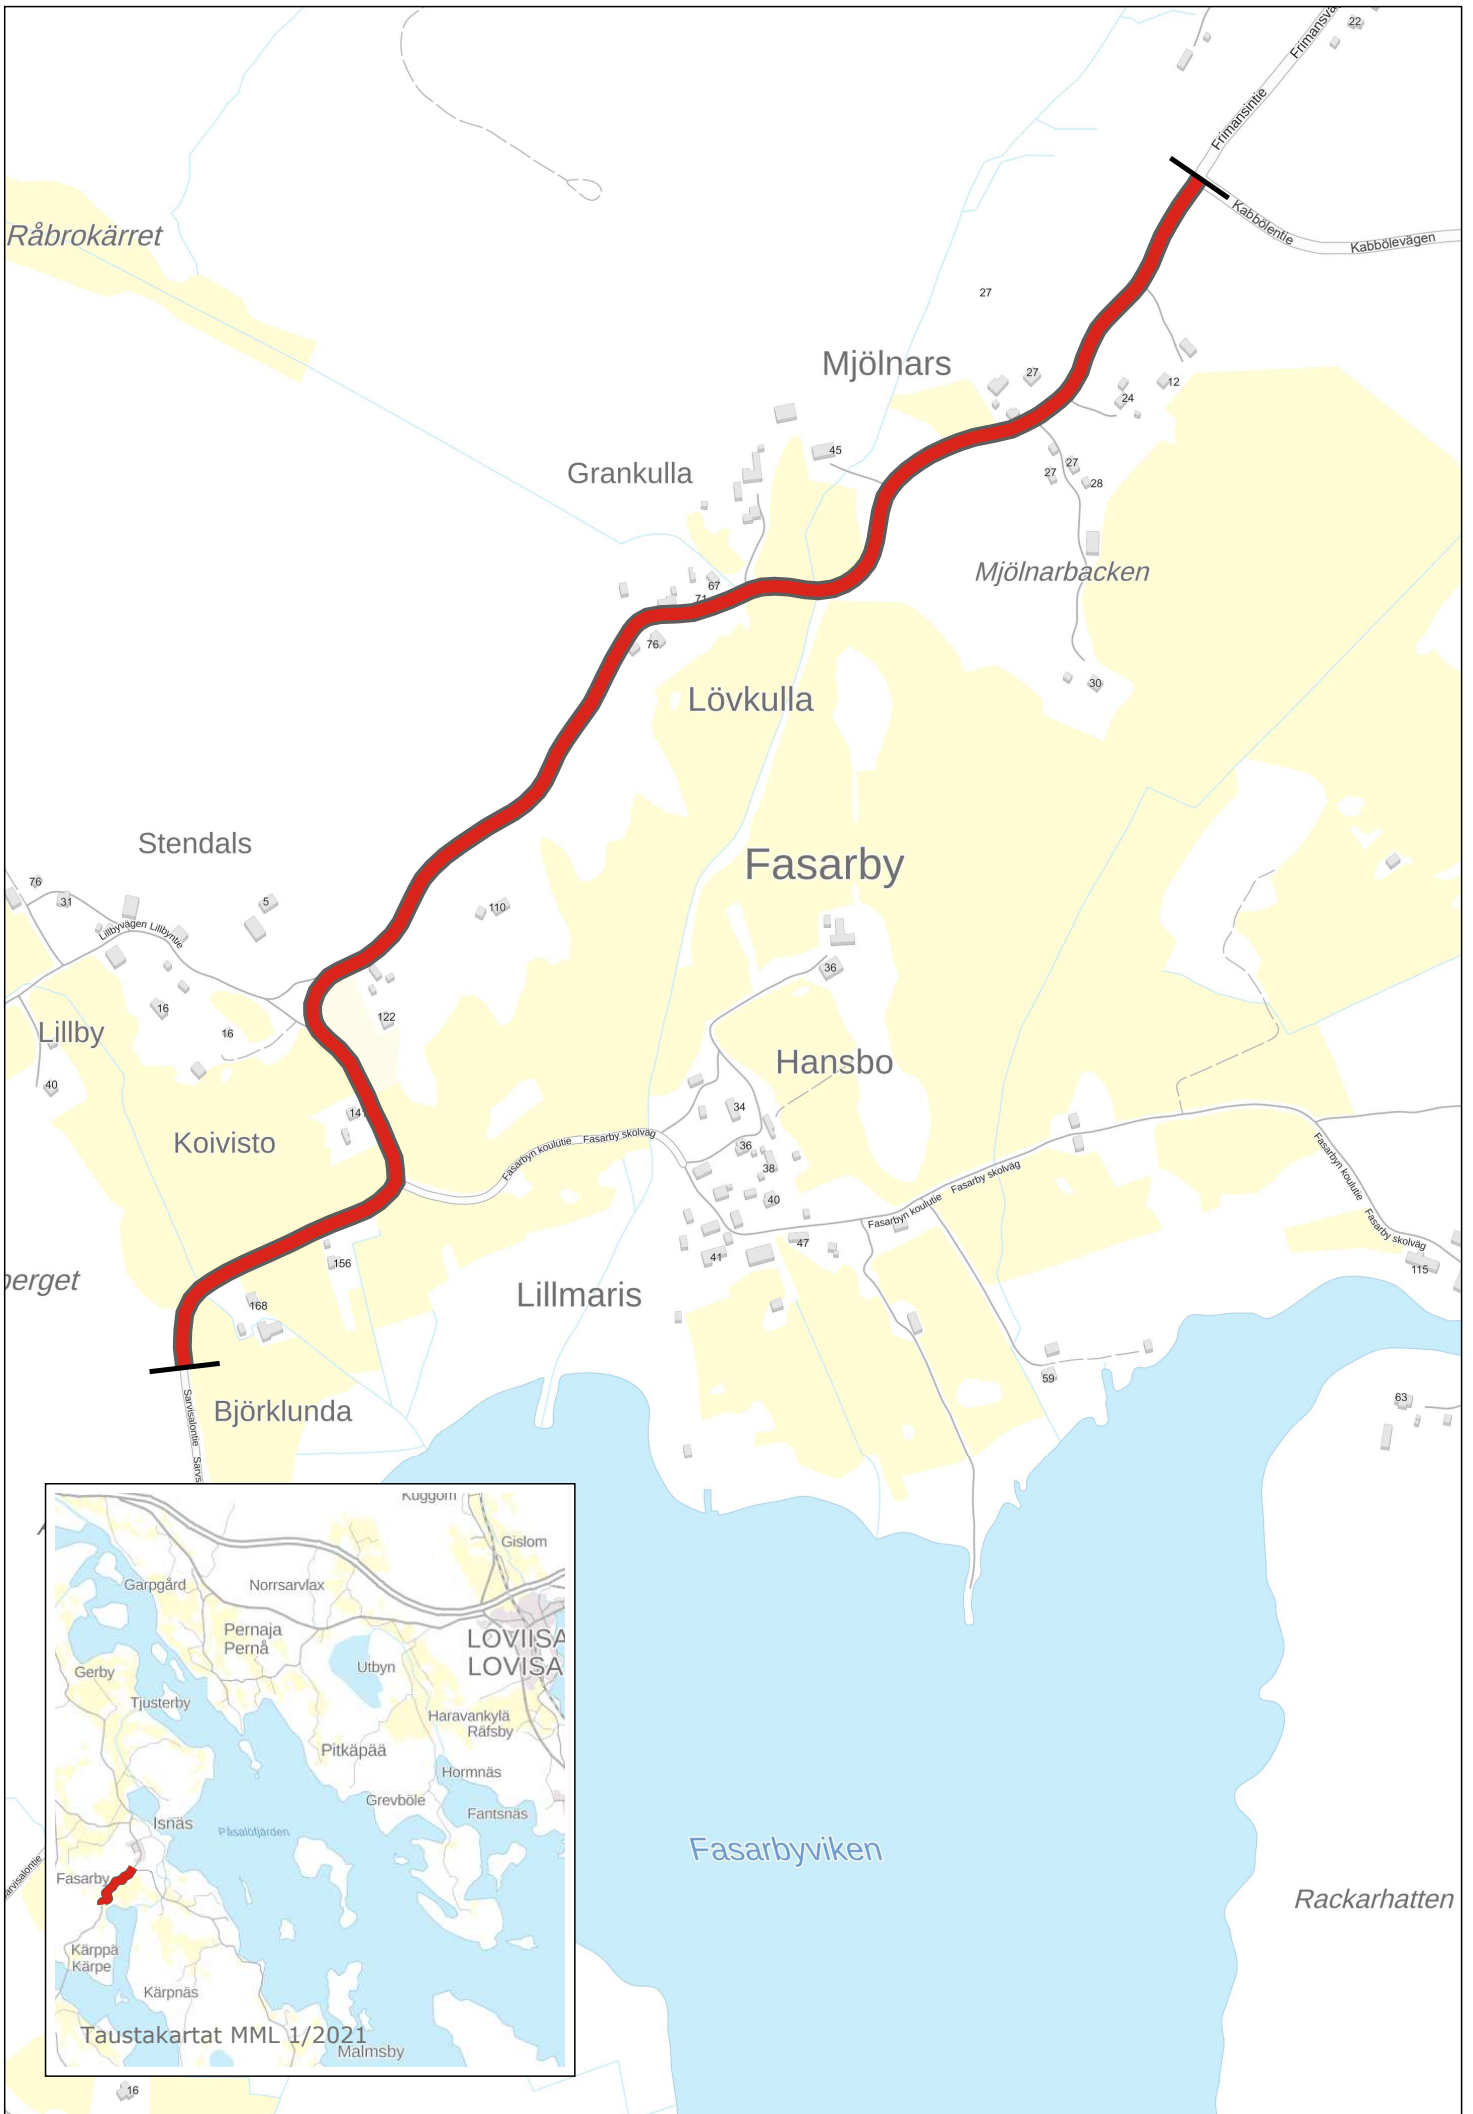 22
Frimansintie
Kabbölentie
Kabbölevägen
Råbrokärret
27
Mjölnars
27
12
24
45
Grankulla
27
27
28
Mjölnarbacken
67
71
76
30
Lövkulla
Stendals
Fasarby
76
31
5
110
Lillbyvägen Lillbyntie
36
16
122
16
Lillby
Hansbo
40
34
14
Koivisto
Fasarbyn koulutie Fasarby skolväg
36
38
Fasarbyn koulutie Fasarby skolväg
Fasarbyn koulutie Fasarby skolväg
40
47
41
156
115
Lillmaris
168
59
63
Björklunda
Sarvisalontie
Gislom
Garpgård
Norrsarvlax
Pernaja
Pernå
LOVIISA
LOVISA
Utbyn
Gerby
Tjusterby
Haravankylä
Räfsby
Pitkäpää
Hormnäs
Grevböle
Fantsnäs
Isnäs
Påsalöfjärden
Fasarbyviken
Fasarby
Rackarhatten
Kärppä
Kärpe
Kärpnäs
Taustakartat MML 1/2021
Malmsby
16